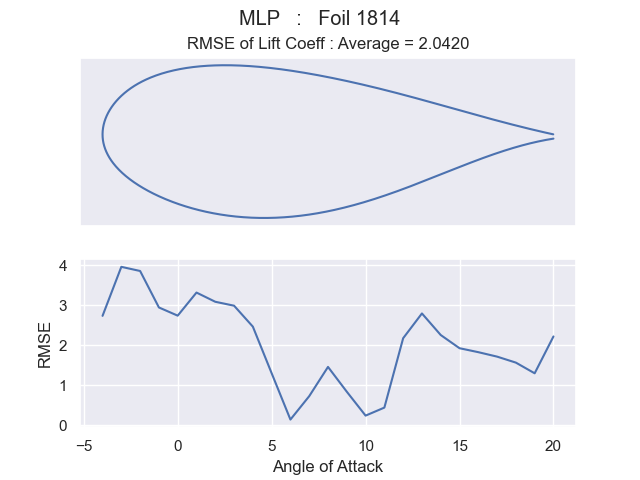 MLP   :   Foil 1814
RMSE of Lift Coeff : Average = 2.0420
4
3
2
1
0
RMSE
−5 0 5 10 15 20
Angle of Attack